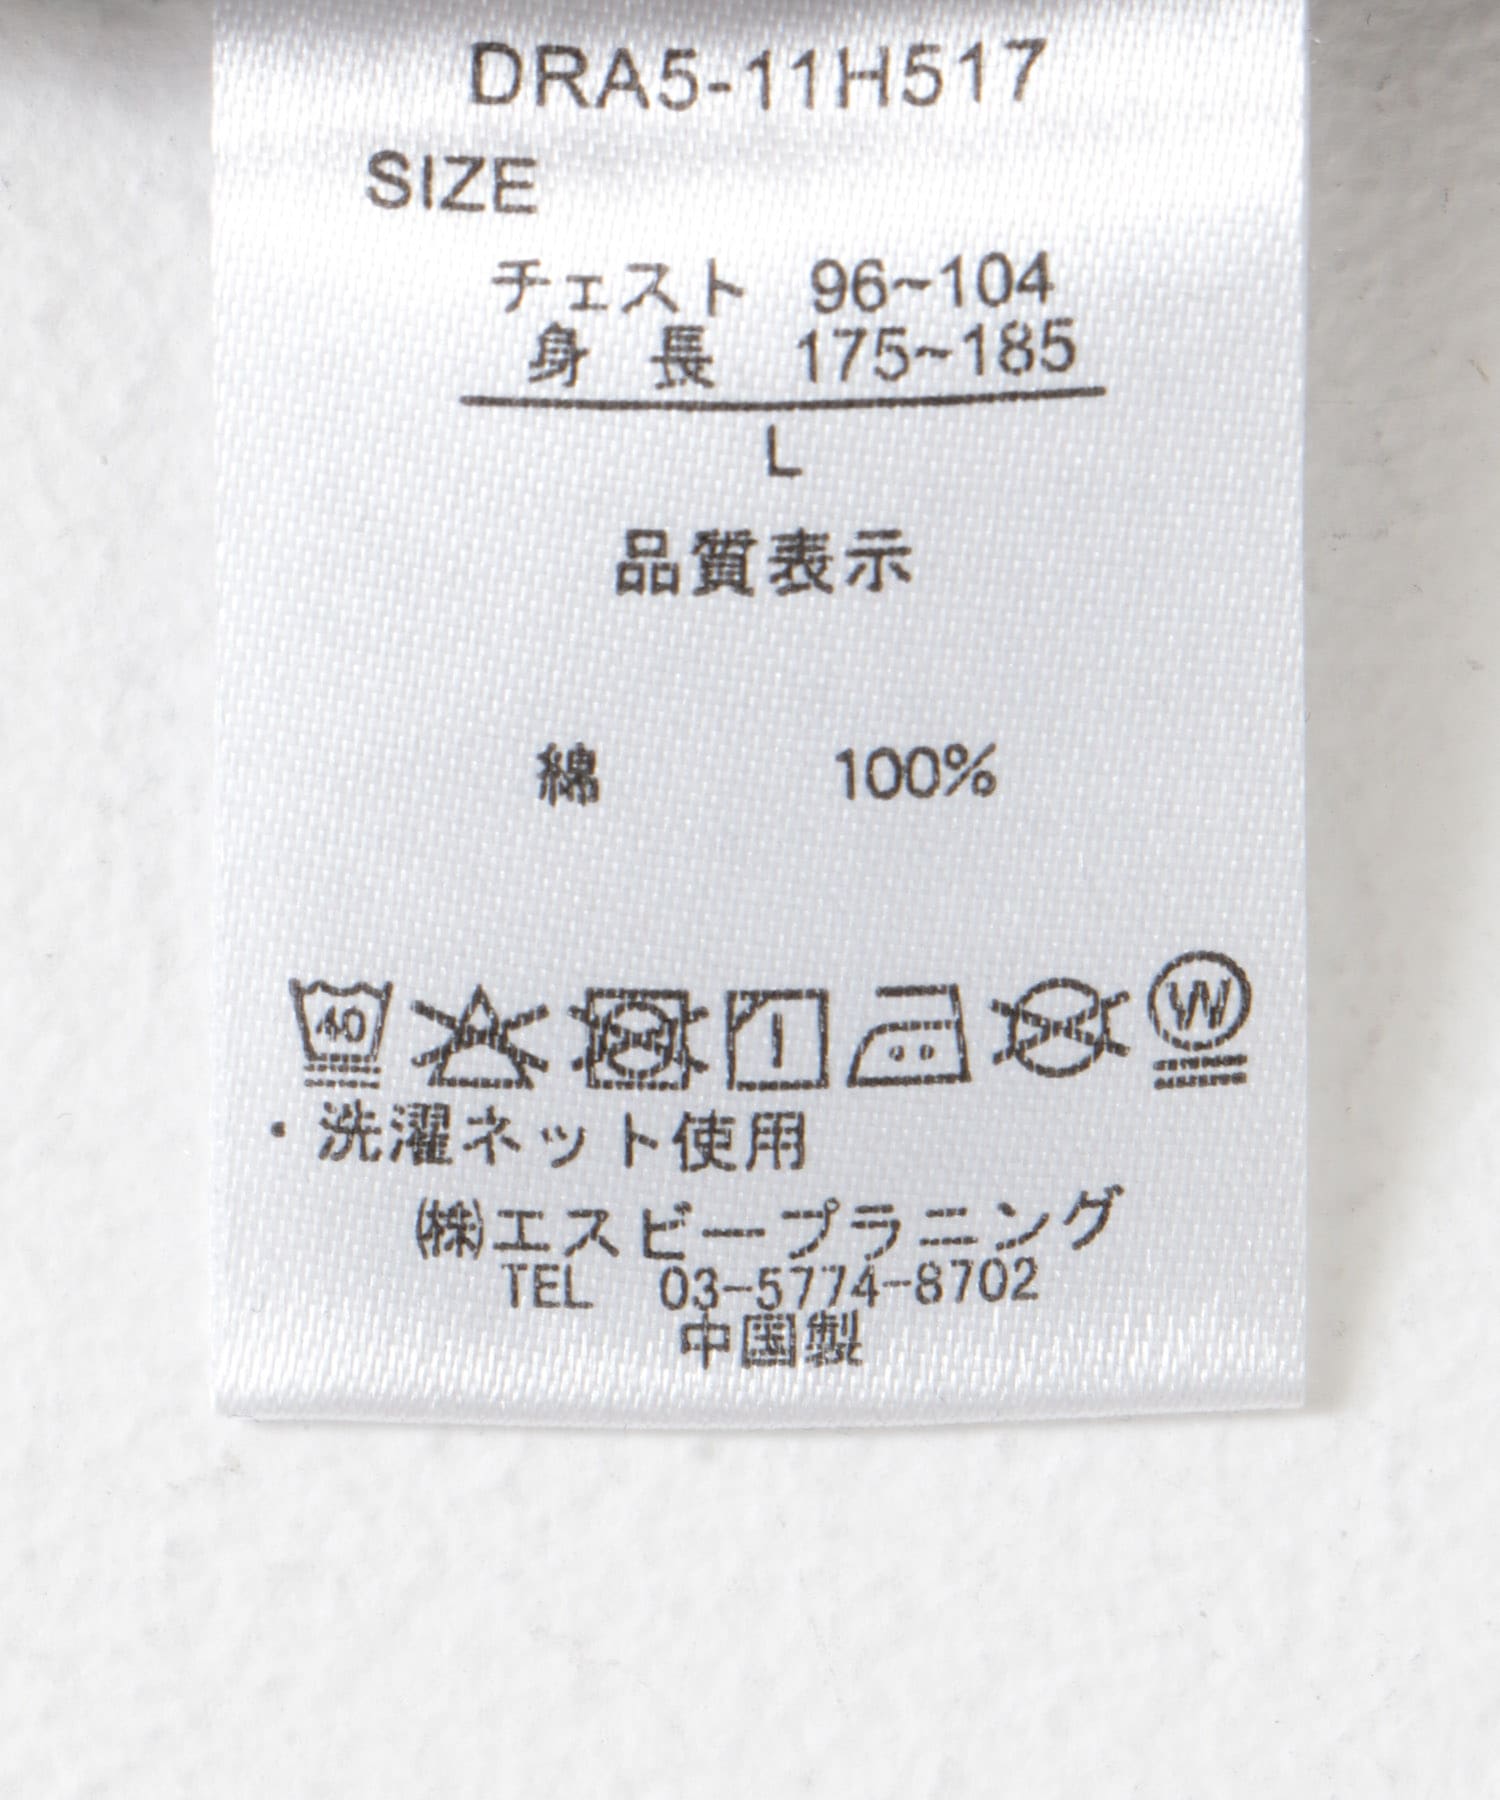 DRA5-11H517
SIZE
チェスト 96~104
身 長 175~185
L
品質表示
綿 100%
40 W
・洗濯ネット使用
㈱エスビープラニング
TEL 03-5774-8702
中国製